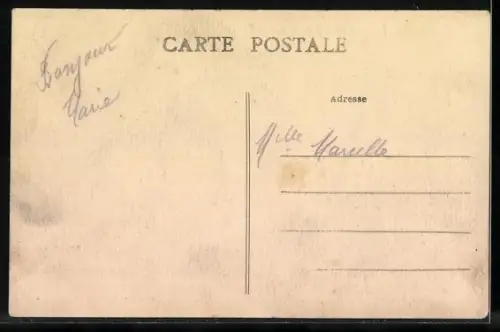 CARTE POSTALE
Bonjour
Marie
Adresse
Mlle Marcelle